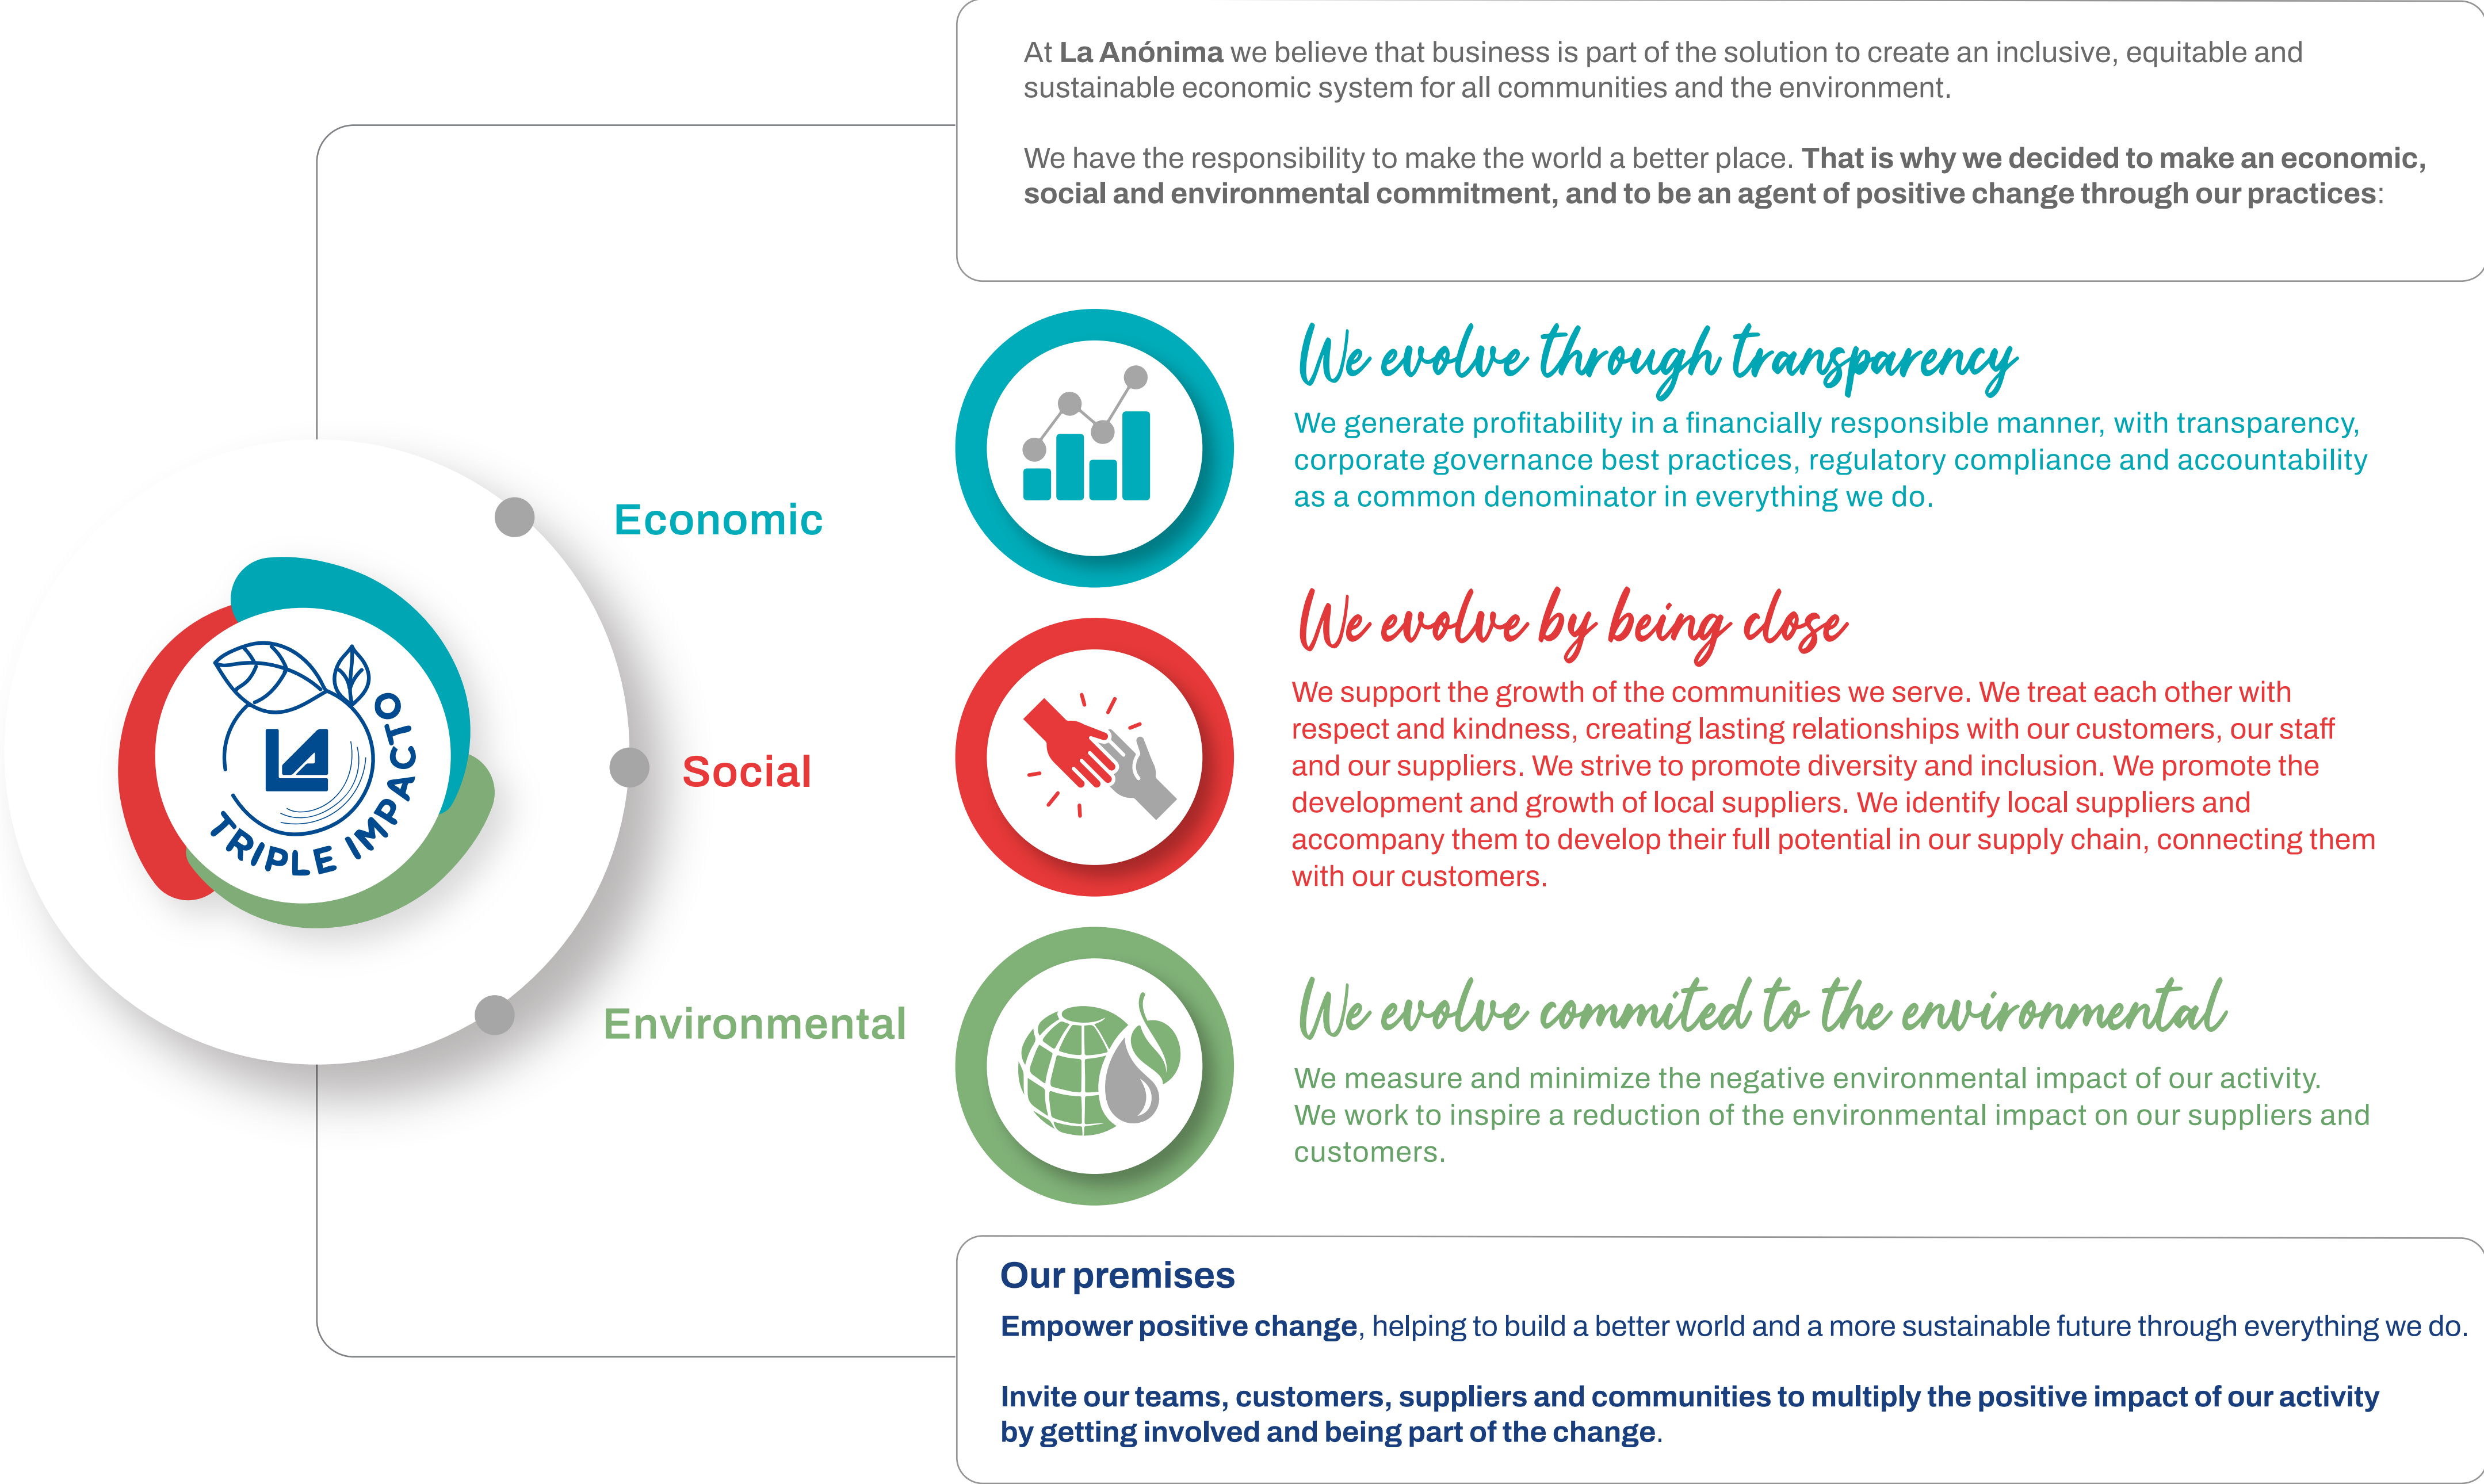 At La Anónima we believe that business is part of the solution to create an inclusive, equitable and
sustainable economic system for all communities and the environment.
We have the responsibility to make the world a better place. That is why we decided to make an economic,
social and environmental commitment, and to be an agent of positive change through our practices:
TRIPLE IMPACTO
LA
Economic
We evolve through transparency
We generate profitability in a financially responsible manner, with transparency,
corporate governance best practices, regulatory compliance and accountability
as a common denominator in everything we do.
Social
We evolve by being close
We support the growth of the communities we serve. We treat each other with
respect and kindness, creating lasting relationships with our customers, our staff
and our suppliers. We strive to promote diversity and inclusion. We promote the
development and growth of local suppliers. We identify local suppliers and
accompany them to develop their full potential in our supply chain, connecting them
with our customers.
Environmental
We evolve commited to the environmental
We measure and minimize the negative environmental impact of our activity.
We work to inspire a reduction of the environmental impact on our suppliers and
customers.
Our premises
Empower positive change, helping to build a better world and a more sustainable future through everything we do.
Invite our teams, customers, suppliers and communities to multiply the positive impact of our activity
by getting involved and being part of the change.